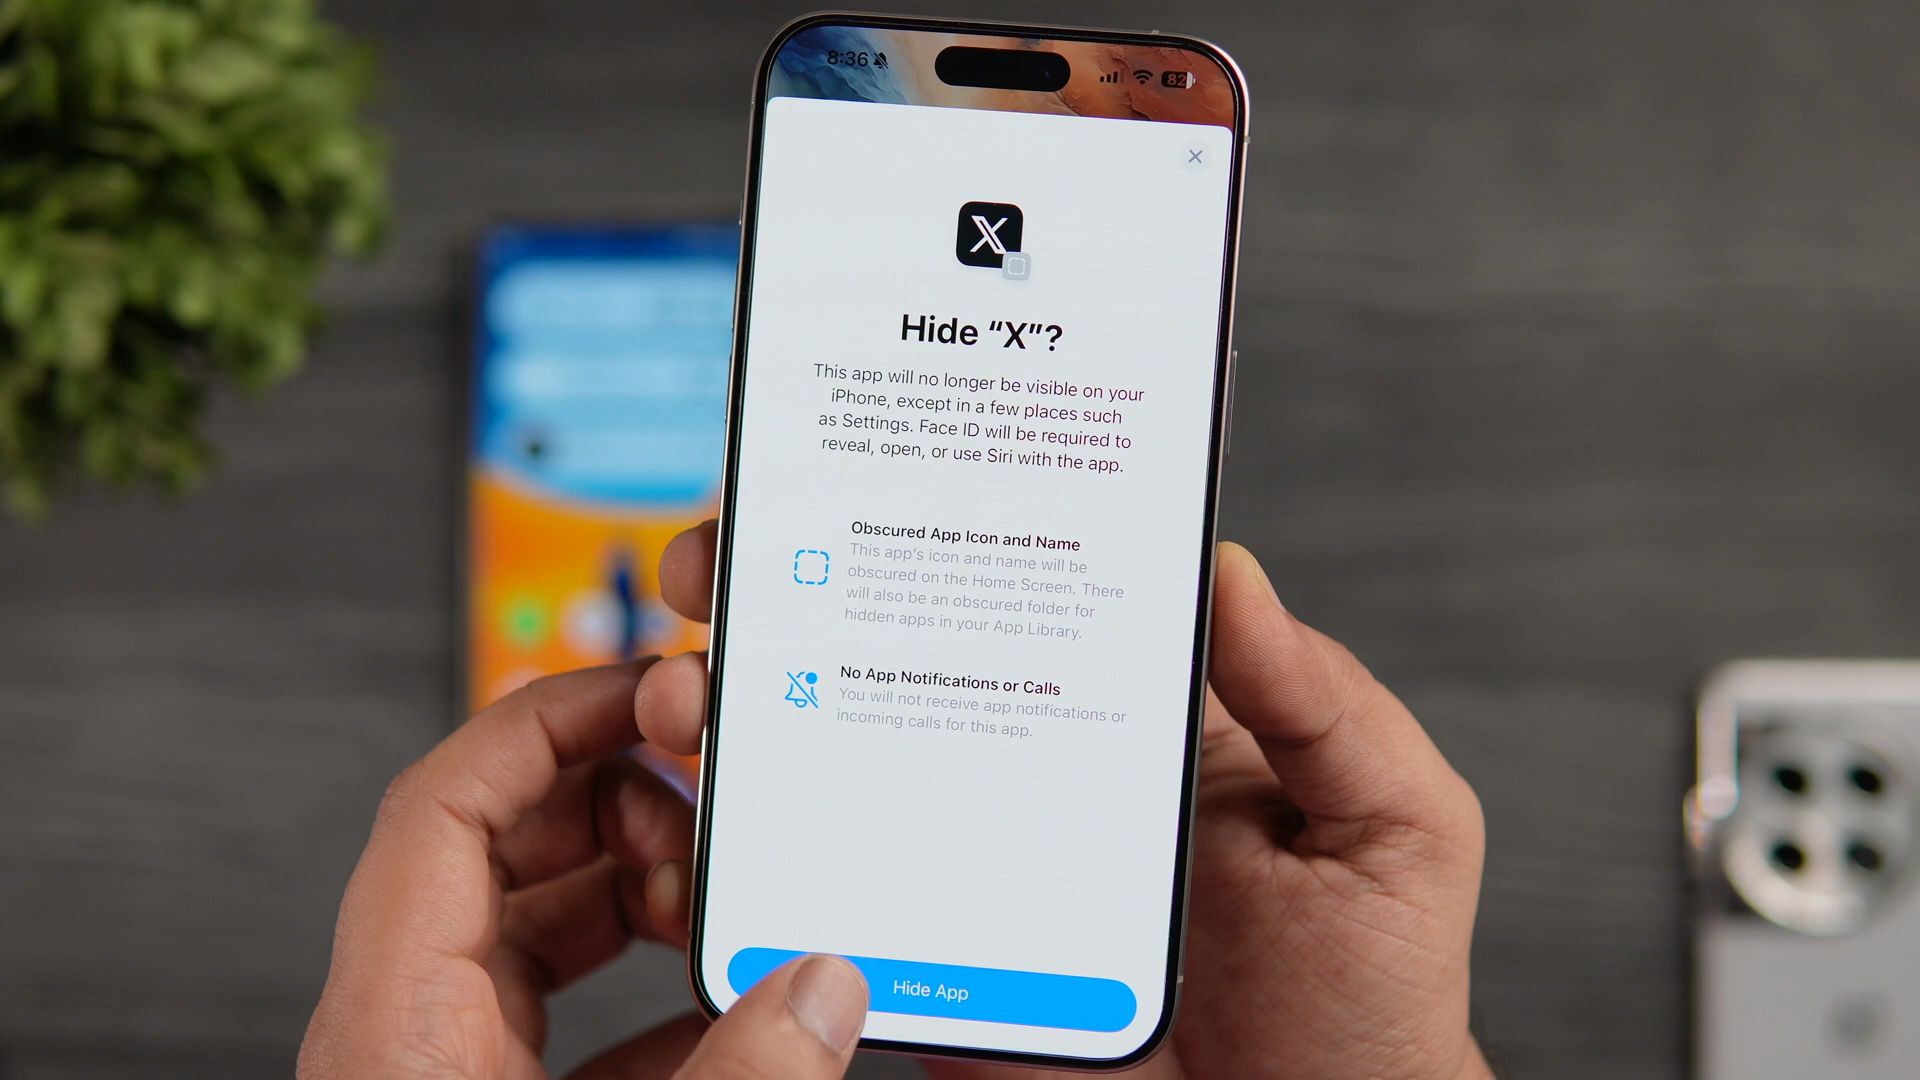 8:36
82
X
Hide “X”?
This app will no longer be visible on your
iPhone, except in a few places such
as Settings. Face ID will be required to
reveal, open, or use Siri with the app.
Obscured App Icon and Name
This app's icon and name will be
obscured on the Home Screen. There
will also be an obscured folder for
hidden apps in your App Library.
No App Notifications or Calls
You will not receive app notifications or
incoming calls for this app.
Hide App